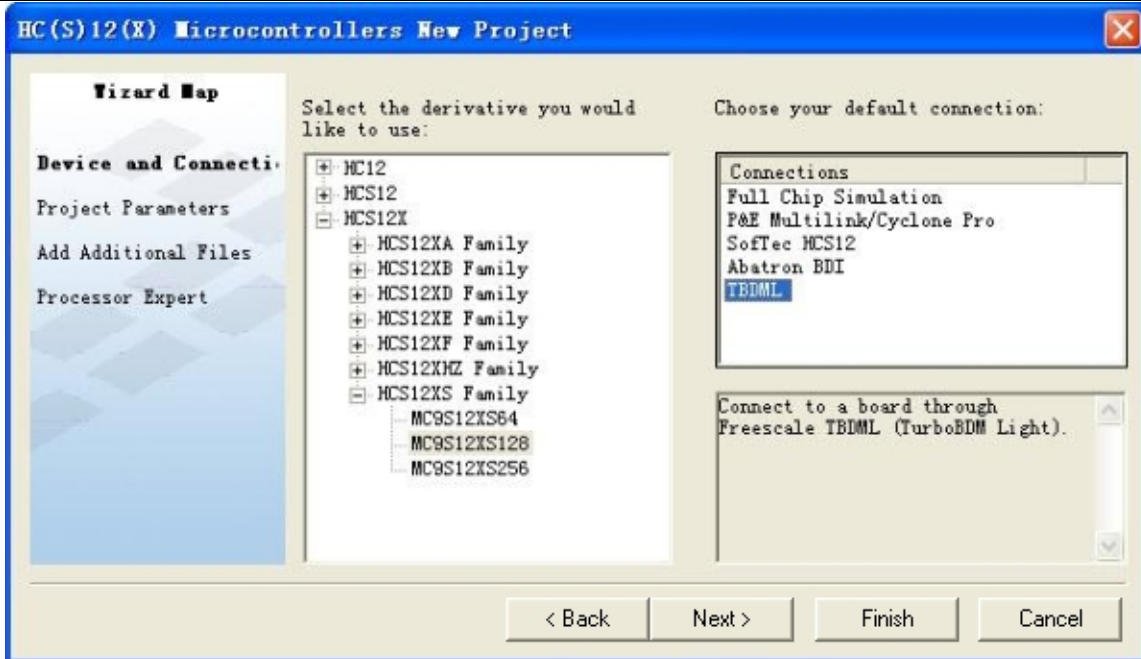 HC(S)12(X) Microcontrollers New Project
Wizard Map
Device and Connecti
Project Parameters
Add Additional Files
Processor Expert
Select the derivative you would
like to use:
HC12
HCS12
HCS12X
HCS12XA Family
HCS12XB Family
HCS12XD Family
HCS12XE Family
HCS12XF Family
HCS12XHZ Family
HCS12XS Family
MC9S12XS64
MC9S12XS128
MC9S12XS256
Choose your default connection:
Connections
Full Chip Simulation
P&E Multilink/Cyclone Pro
SofTec HCS12
Abatron BDI
TBDML
Connect to a board through
Freescale TBDML (TurboBDM Light).
< Back
Next >
Finish
Cancel